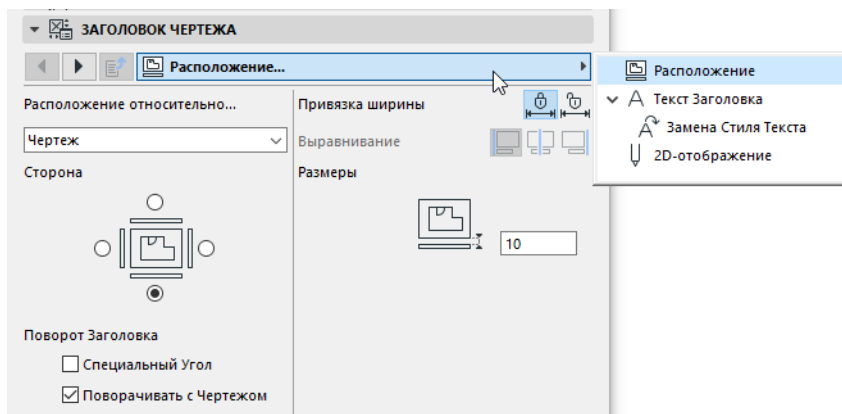 ЗАГОЛОВОК ЧЕРТЕЖА
Расположение...
Расположение
Текст Заголовка
Замена Стиля Текста
2D-отображение
Расположение относительно...
Чертеж
Сторона
Поворот Заголовка
Специальный Угол
Поворачивать с Чертежом
Привязка ширины
Выравнивание
Размеры
10